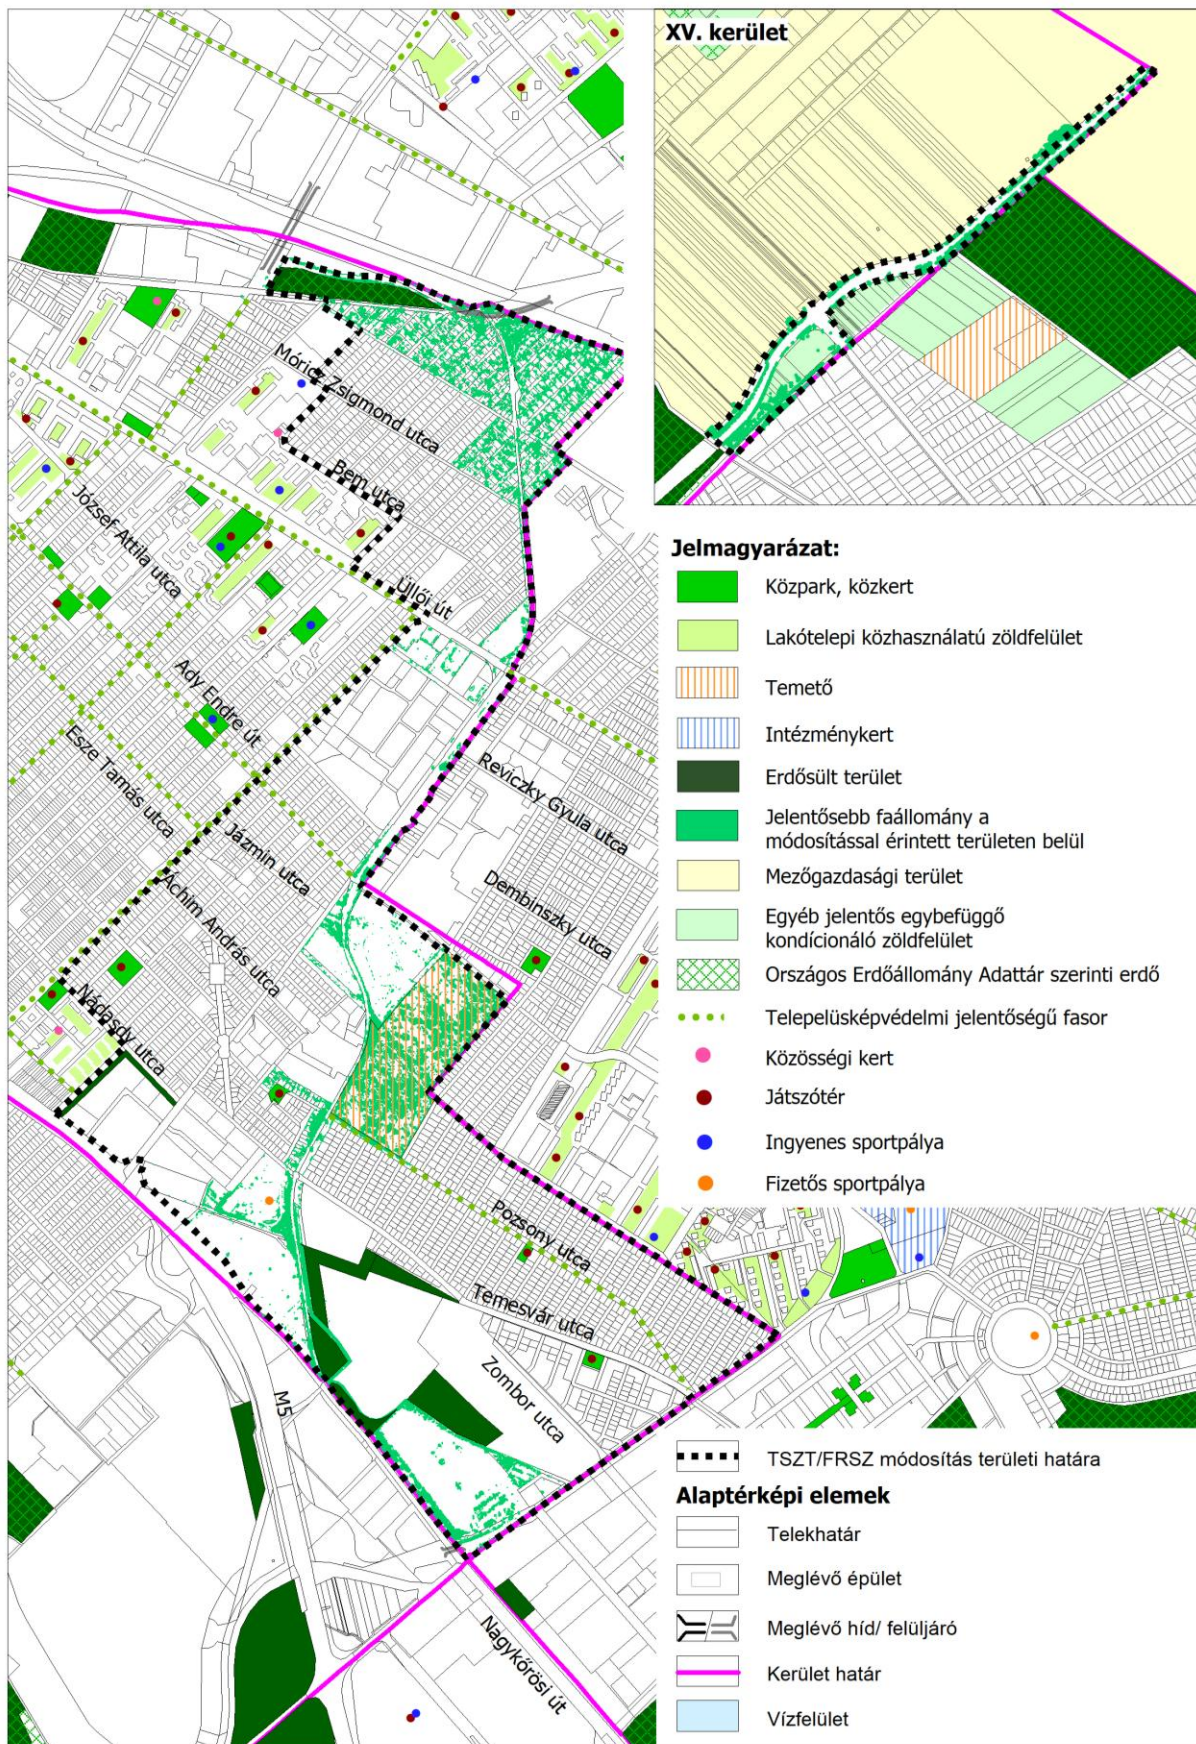 XV. kerület
Móricz Zsigmond utca
Bem utca
József Attila utca
Üllői út
Ady Endre út
Esze Tamás utca
Reviczky Gyula utca
Jázmin utca
Dembinszky utca
Áchim András utca
Nádasdy utca
Pozsony utca
Temesvár utca
Zombor utca
M5
Nagykőrösi út
Jelmagyarázat:
Közpark, közkert
Lakótelepi közhasználatú zöldfelület
Temető
Intézménykert
Erdősült terület
Jelentősebb faállomány a
módosítással érintett területen belül
Mezőgazdasági terület
Egyéb jelentős egybefüggő
kondícionáló zöldfelület
Országos Erdőállomány Adattár szerinti erdő
Telepelüsképvédelmi jelentőségű fasor
Közösségi kert
Játszótér
Ingyenes sportpálya
Fizetős sportpálya
TSZT/FRSZ módosítás területi határa
Alaptérképi elemek
Telekhatár
Meglévő épület
Meglévő híd/ felüljáró
Kerület határ
Vízfelület